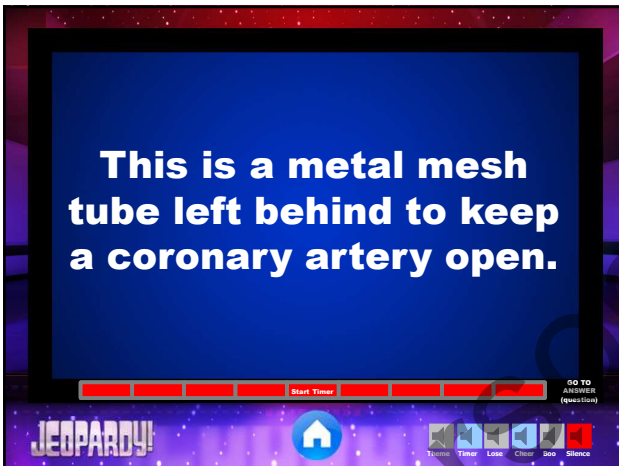 This is a metal mesh
tube left behind to keep
a coronary artery open.
Start Timer
GO TO
ANSWER
(question)
JEOPARDY!
Theme Timer Lose Cheer Boo Silence